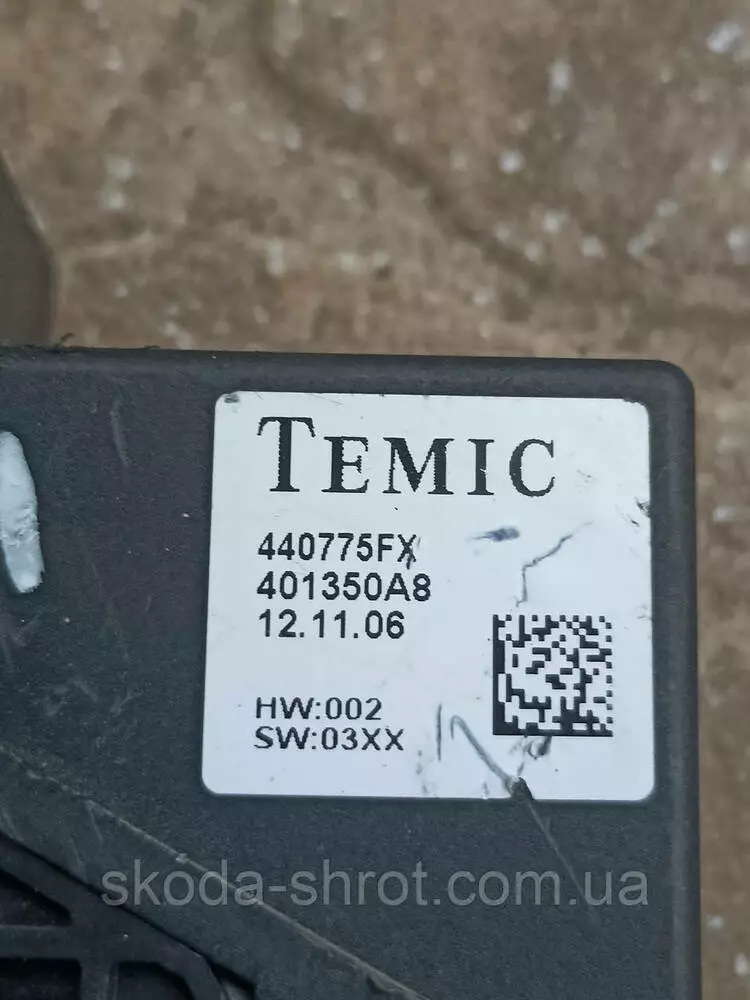 TEMIC
440775FX
401350A8
12.11.06
HW:002
SW:03XX
skoda-shrot.com.ua